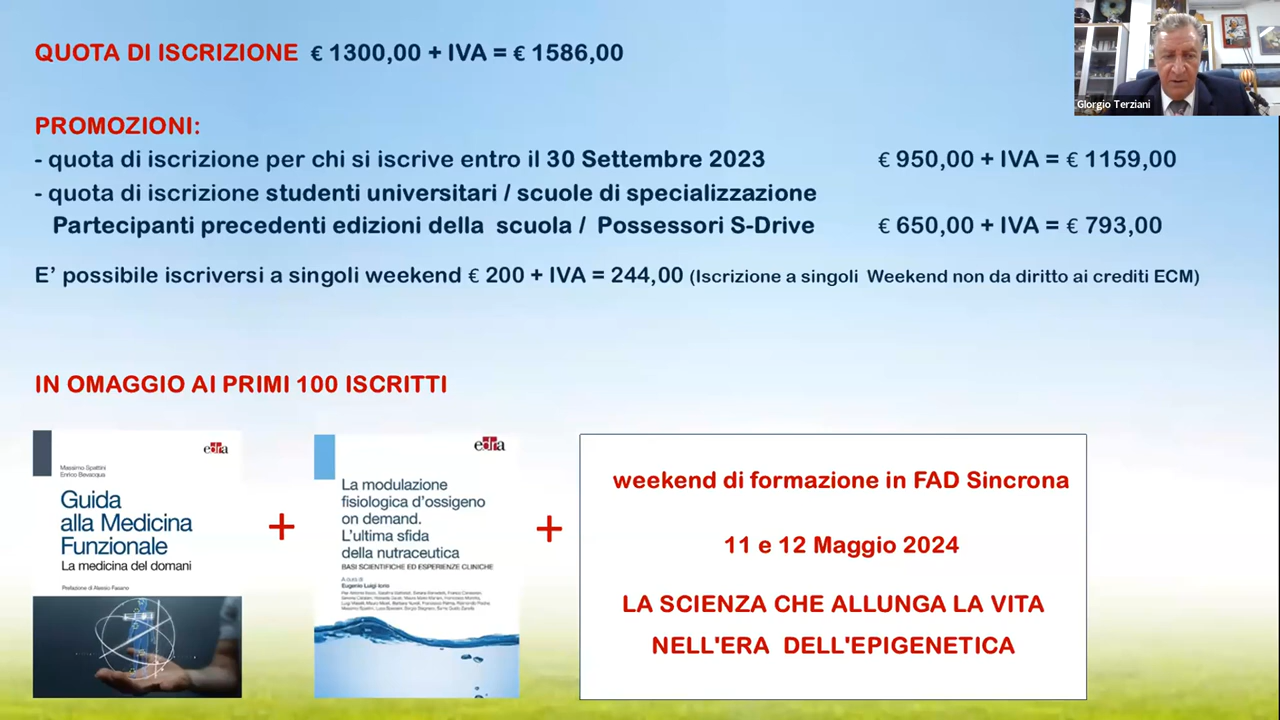 QUOTA DI ISCRIZIONE € 1300,00 + IVA = € 1586,00
Giorgio Terziani
PROMOZIONI:
- quota di iscrizione per chi si iscrive entro il 30 Settembre 2023 € 950,00 + IVA = € 1159,00
- quota di iscrizione studenti universitari / scuole di specializzazione
Partecipanti precedenti edizioni della scuola / Possessori S-Drive € 650,00 + IVA = € 793,00
E' possibile iscriversi a singoli weekend € 200 + IVA = 244,00 (Iscrizione a singoli Weekend non da diritto ai crediti ECM)
IN OMAGGIO AI PRIMI 100 ISCRITTI
edra
Massimo Spattini
Enrico Bevacqua
Guida
alla Medicina
Funzionale
La medicina del domani
Prefazione di Alessio Fasano
+
edra
La modulazione
fisiologica d'ossigeno
on demand.
L'ultima sfida
della nutraceutica
BASI SCIENTIFICHE ED ESPERIENZE CLINICHE
A cura di
Eugenio Luigi Iorio
+
weekend di formazione in FAD Sincrona
11 e 12 Maggio 2024
LA SCIENZA CHE ALLUNGA LA VITA
NELL'ERA DELL'EPIGENETICA